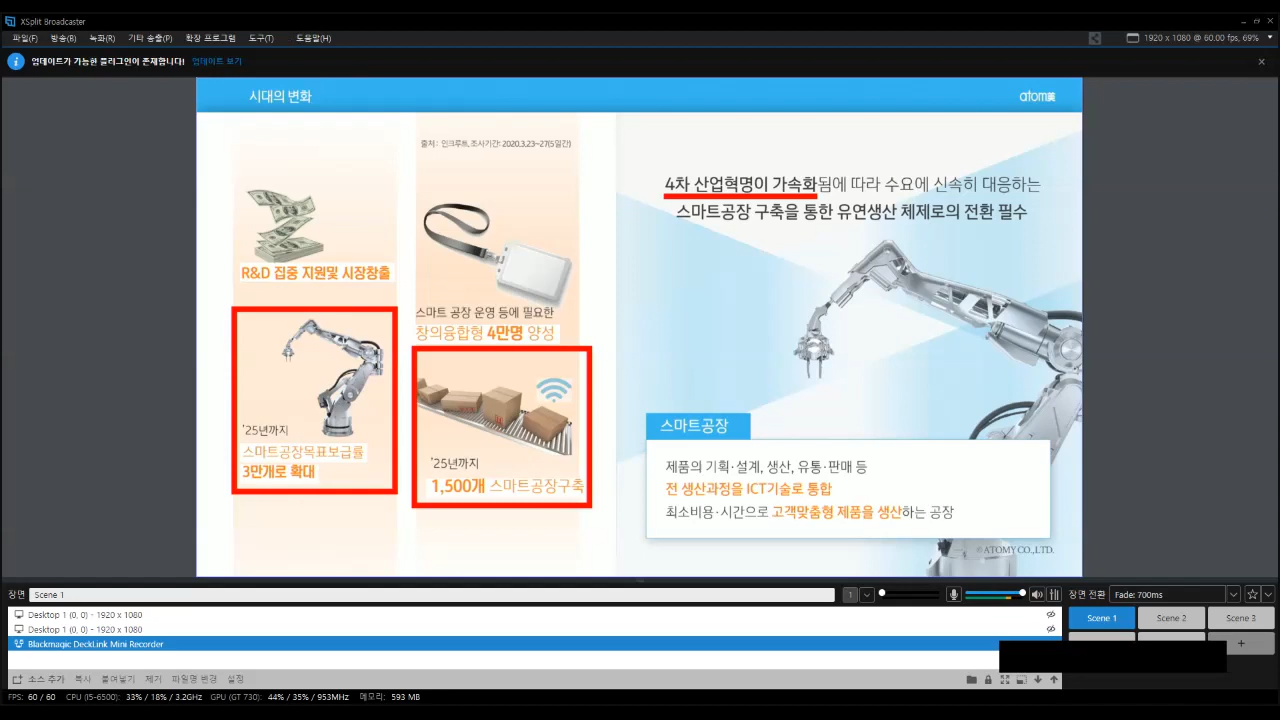 XSplit Broadcaster
파일(F) 방송(B) 녹화(R) 기타 송출(P) 확장 프로그램 도구(T) 도움말(H)
1920 x 1080 @ 60.00 fps, 69%
업데이트가 가능한 플러그인이 존재합니다! 업데이트 보기
시대의 변화
atom美
R&D 집중 지원및 시장창출
'25년까지
스마트공장목표보급률
3만개로 확대
출처: 인크루트, 조사기간: 2020.3.23~27(5일간)
스마트 공장 운영 등에 필요한
창의융합형 4만명 양성
'25년까지
1,500개 스마트공장구축
4차 산업혁명이 가속화됨에 따라 수요에 신속히 대응하는
스마트공장 구축을 통한 유연생산 체제로의 전환 필수
스마트공장
제품의 기획·설계, 생산, 유통·판매 등
전 생산과정을 ICT기술로 통합
최소비용·시간으로 고객맞춤형 제품을 생산하는 공장
© ATOMY CO.,LTD.
장면 Scene 1
1
장면 전환 Fade: 700ms
Desktop 1 (0, 0) - 1920 x 1080
Desktop 1 (0, 0) - 1920 x 1080
Blackmagic DeckLink Mini Recorder
Scene 1 Scene 2 Scene 3
+
소스 추가 복사 붙여넣기 제거 파일명 변경 설정
FPS: 60 / 60 CPU (I5-6500): 33% / 18% / 3.2GHz GPU (GT 730): 44% / 35% / 953MHz 메모리: 593 MB